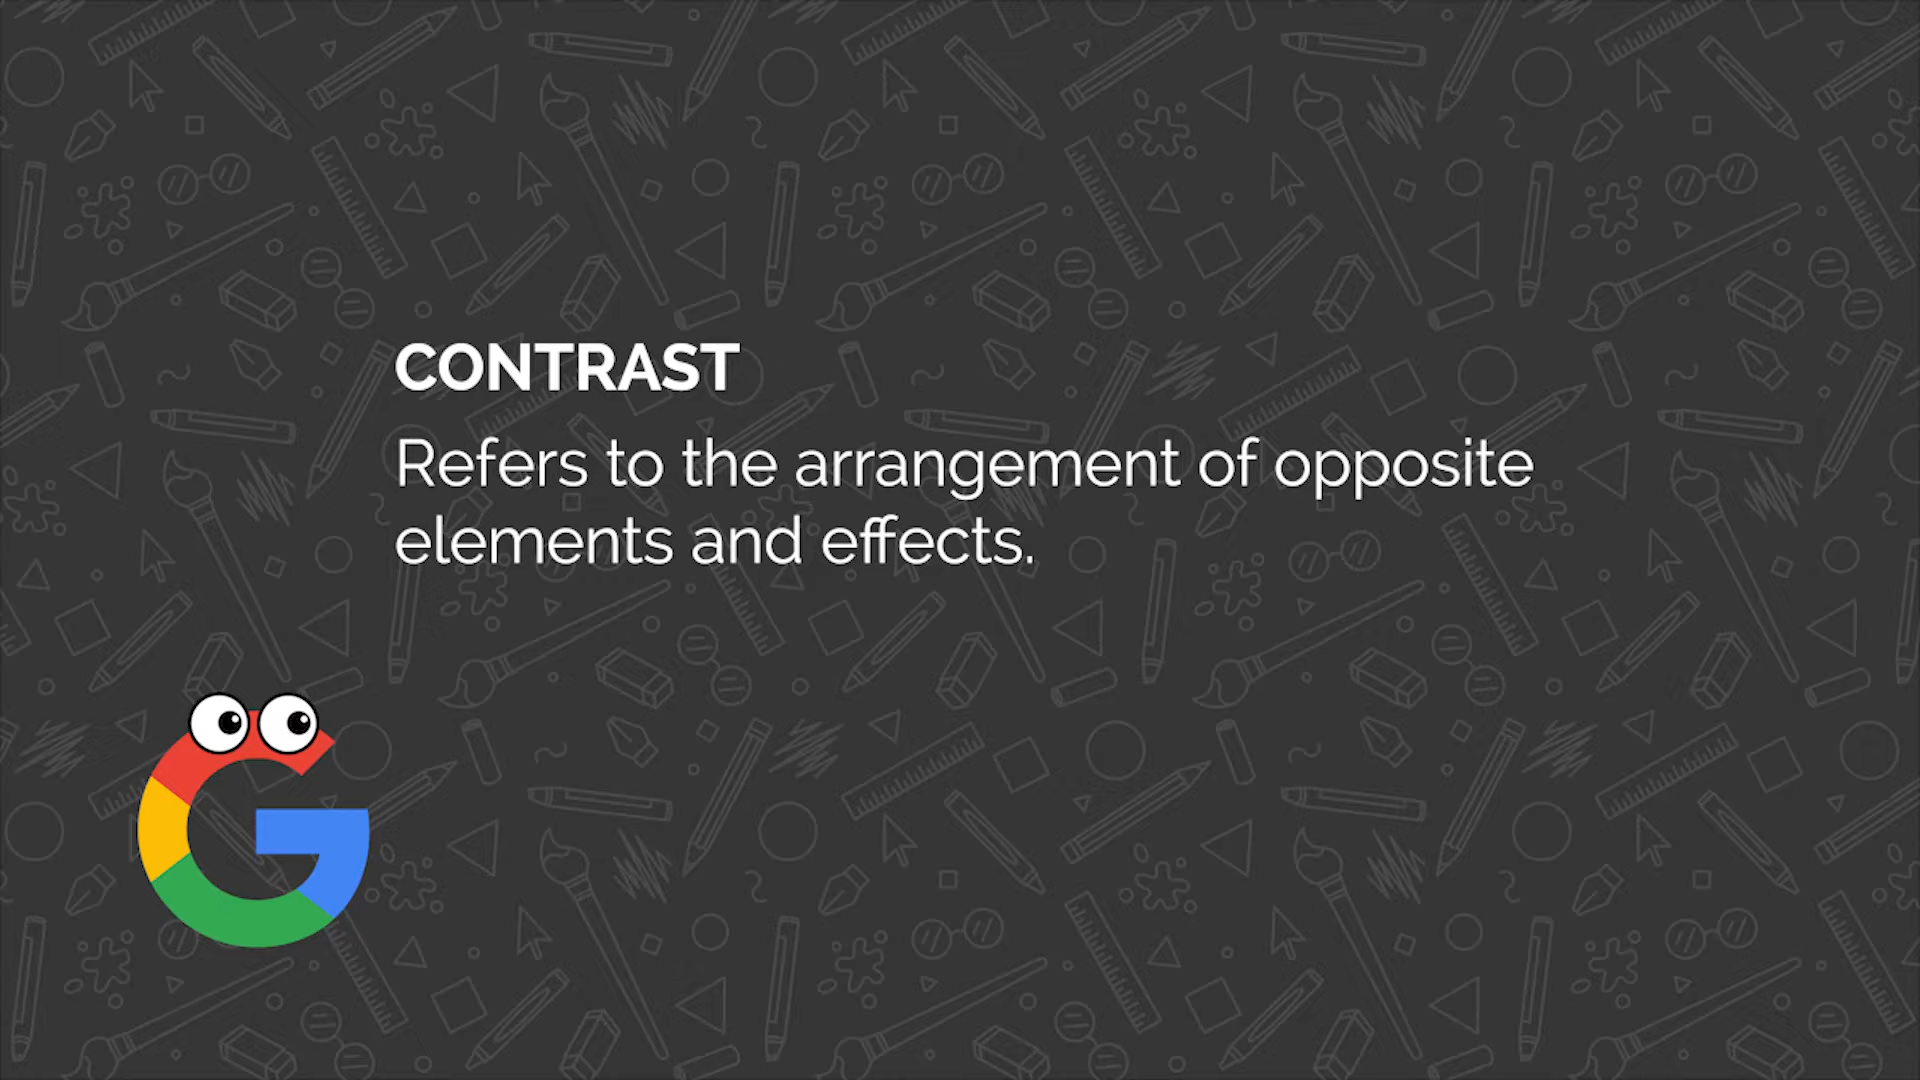 CONTRAST
Refers to the arrangement of opposite
elements and effects.